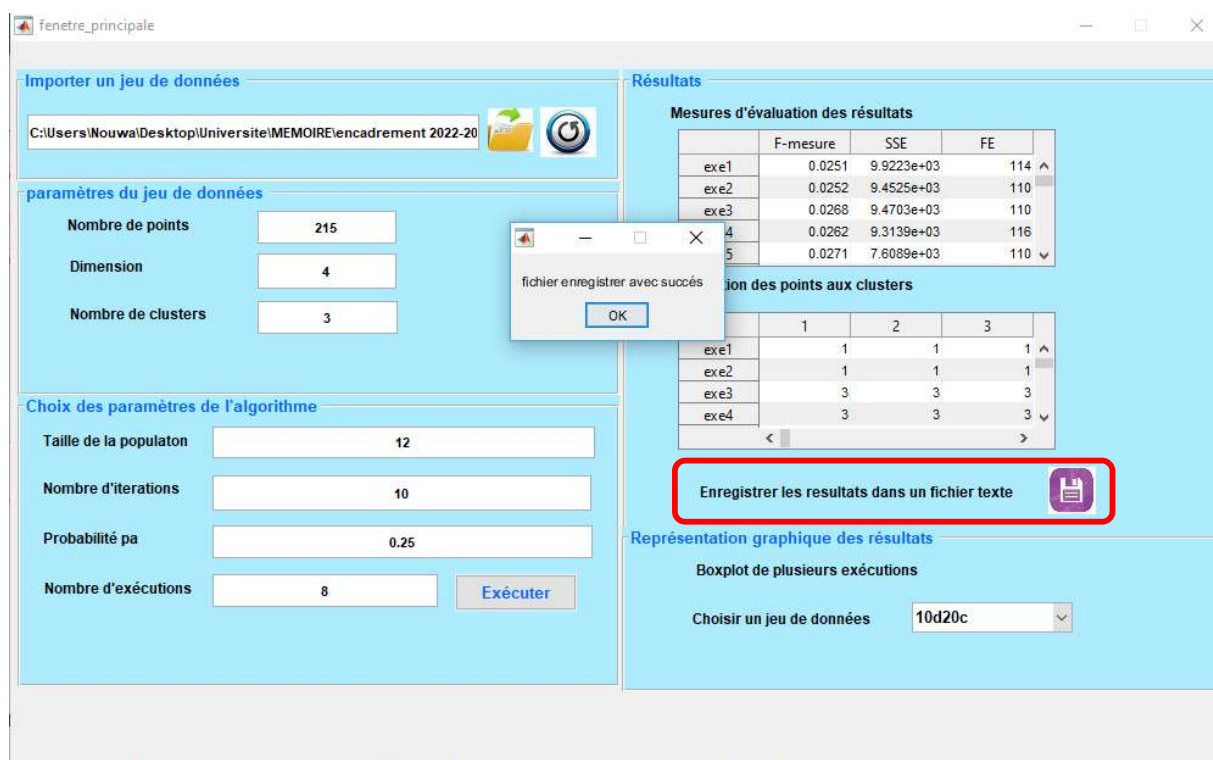 fenetre_principale
Importer un jeu de données
C:\Users\Nouwa\Desktop\Universite\MEMOIRE\encadrement 2022-20
paramètres du jeu de données
Nombre de points 215
Dimension 4
Nombre de clusters 3
Choix des paramètres de l'algorithme
Taille de la populaton 12
Nombre d'iterations 10
Probabilité pa 0.25
Nombre d'exécutions 8 Exécuter
fichier enregistrer avec succés
OK
Résultats
Mesures d'évaluation des résultats
F-mesure SSE FE
exe1 0.0251 9.9223e+03 114
exe2 0.0252 9.4525e+03 110
exe3 0.0268 9.4703e+03 110
4 0.0262 9.3139e+03 116
5 0.0271 7.6089e+03 110
tion des points aux clusters
1 2 3
exe1 1 1 1
exe2 1 1 1
exe3 3 3 3
exe4 3 3 3
Enregistrer les resultats dans un fichier texte
Représentation graphique des résultats
Boxplot de plusieurs exécutions
Choisir un jeu de données 10d20c